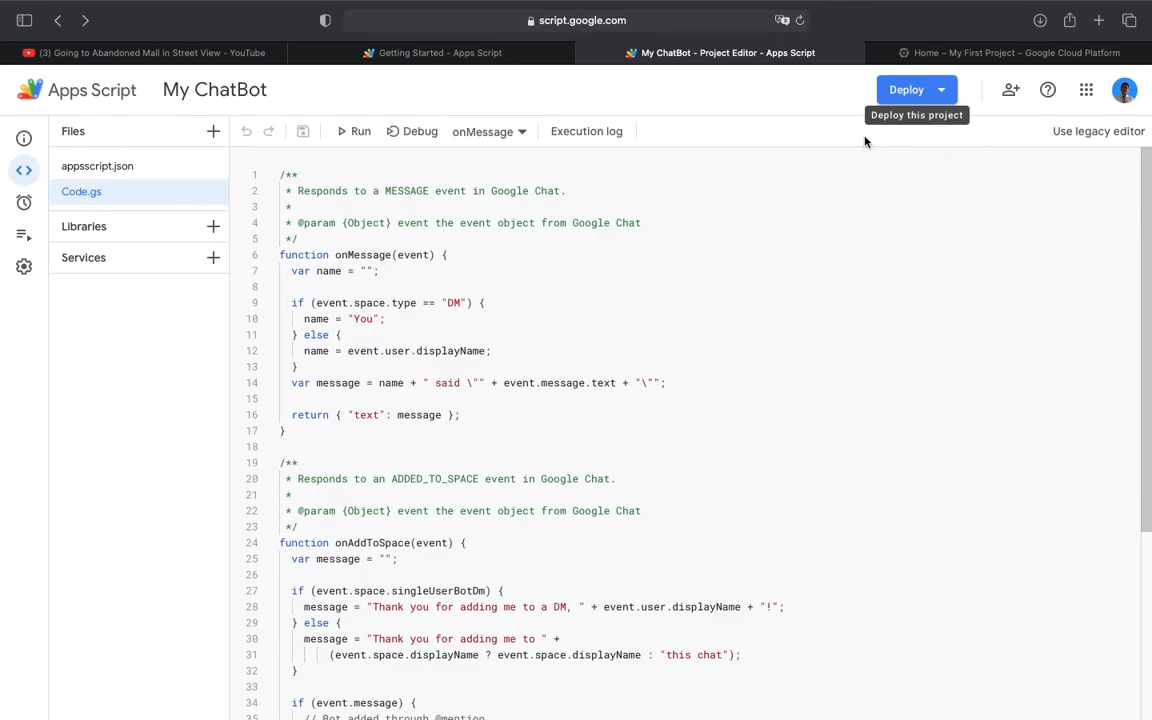 script.google.com
(3) Going to Abandoned Mall in Street View - YouTube
Getting Started - Apps Script
My ChatBot - Project Editor - Apps Script
Home – My First Project – Google Cloud Platform
Apps Script
My ChatBot
Deploy
Deploy this project
Files
Run
Debug
onMessage
Execution log
Use legacy editor
appsscript.json
Code.gs
Libraries
Services
1 /**
2 * Responds to a MESSAGE event in Google Chat.
3 *
4 * @param {Object} event the event object from Google Chat
5 */
6 function onMessage(event) {
7 var name = "";
8
9 if (event.space.type == "DM") {
10 name = "You";
11 } else {
12 name = event.user.displayName;
13 }
14 var message = name + " said \"" + event.message.text + "\"";
15
16 return { "text": message };
17 }
18
19 /**
20 * Responds to an ADDED_TO_SPACE event in Google Chat.
21 *
22 * @param {Object} event the event object from Google Chat
23 */
24 function onAddToSpace(event) {
25 var message = "";
26
27 if (event.space.singleUserBotDm) {
28 message = "Thank you for adding me to a DM, " + event.user.displayName + "!";
29 } else {
30 message = "Thank you for adding me to " +
31 (event.space.displayName ? event.space.displayName : "this chat");
32 }
33
34 if (event.message) {
35 // Bot added through @mention